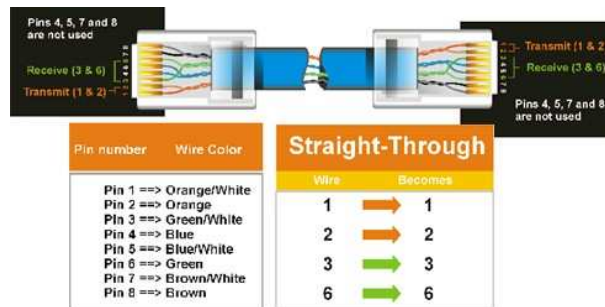 Pins 4, 5, 7 and 8
are not used
Receive (3 & 6)
Transmit (1 & 2)
Transmit (1 & 2
Receive (3 & 6)
Pins 4, 5, 7 and 8
are not used
Pin number Wire Color
Pin 1 ==> Orange/White
Pin 2 ==> Orange
Pin 3 ==> Green/White
Pin 4 ==> Blue
Pin 5 ==> Blue/White
Pin 6 ==> Green
Pin 7 ==> Brown/White
Pin 8 ==> Brown
Straight-Through
Wire Becomes
1 1
2 2
3 3
6 6